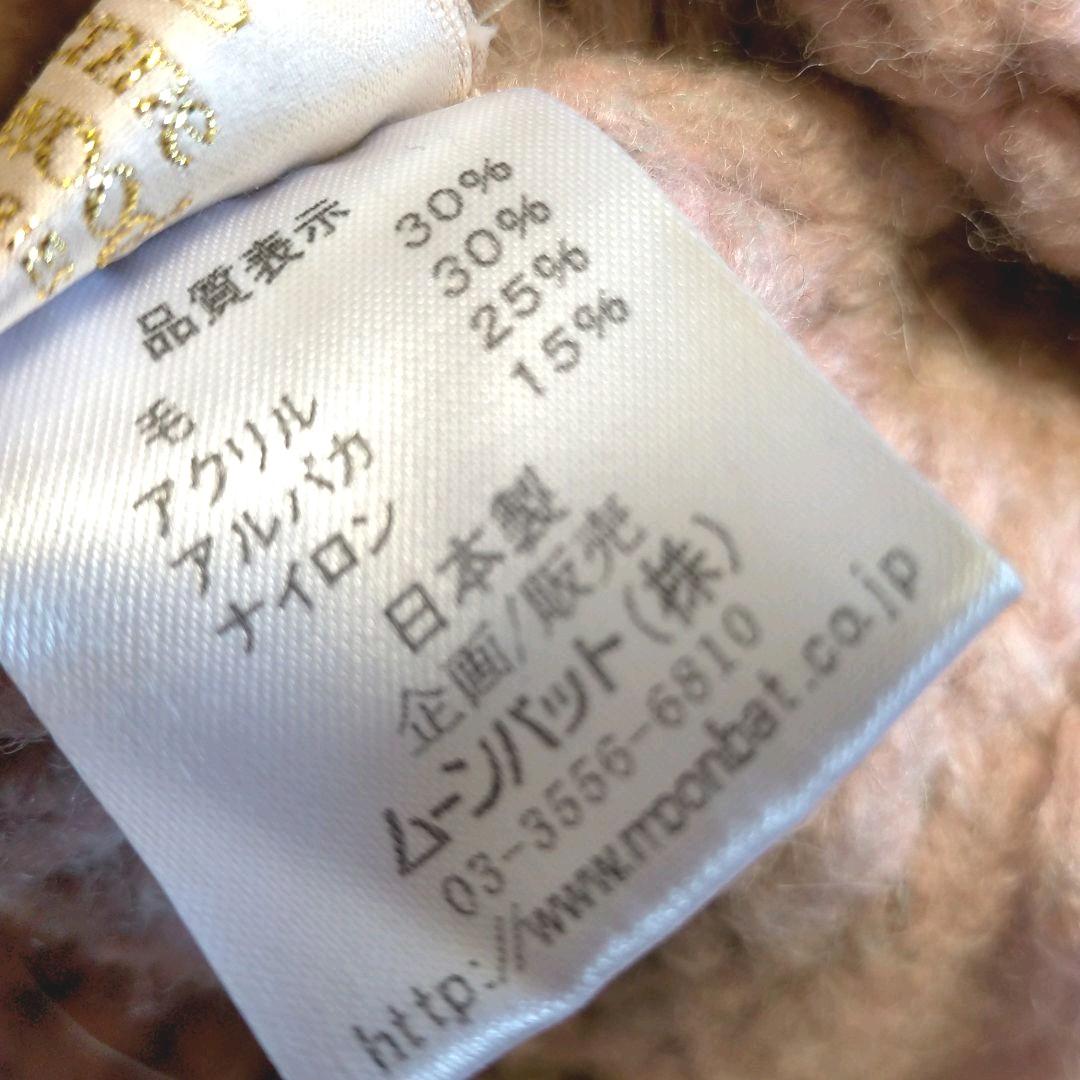 品質表示
毛 30%
アクリル 30%
アルパカ 25%
ナイロン 15%
日本製
企画/販売
ムーンバット(株)
03-3556-6810
http://www.moonbat.co.jp